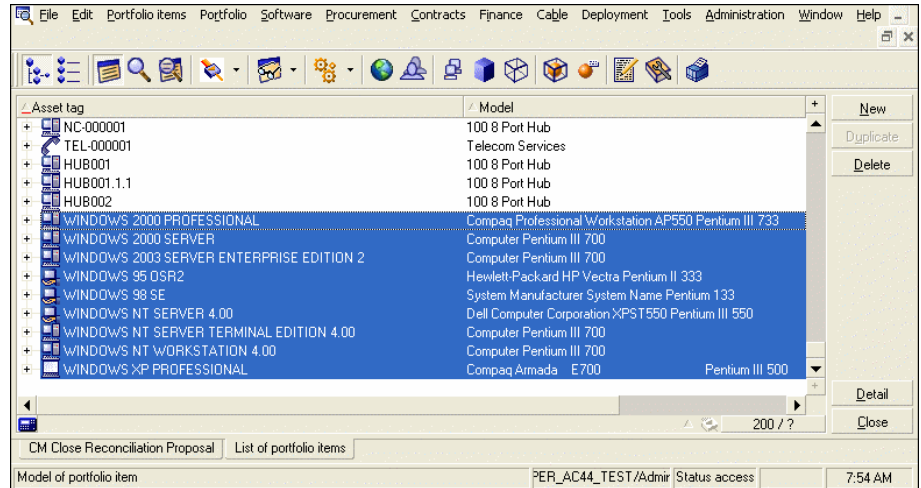 File Edit Portfolio items Portfolio Software Procurement Contracts Finance Cable Deployment Tools Administration Window Help
Asset tag Model
New
NC-000001 100 8 Port Hub
TEL-000001 Telecom Services
Duplicate
HUB001 100 8 Port Hub
Delete
HUB001.1.1 100 8 Port Hub
HUB002 100 8 Port Hub
WINDOWS 2000 PROFESSIONAL Compaq Professional Workstation AP550 Pentium III 733
WINDOWS 2000 SERVER Computer Pentium III 700
WINDOWS 2003 SERVER ENTERPRISE EDITION 2 Computer Pentium III 700
WINDOWS 95 OSR2 Hewlett-Packard HP Vectra Pentium II 333
WINDOWS 98 SE System Manufacturer System Name Pentium 133
WINDOWS NT SERVER 4.00 Dell Computer Corporation XPST550 Pentium III 550
WINDOWS NT SERVER TERMINAL EDITION 4.00 Computer Pentium III 700
WINDOWS NT WORKSTATION 4.00 Computer Pentium III 700
WINDOWS XP PROFESSIONAL Compaq Armada E700 Pentium III 500
Detail
200 / ?
Close
CM Close Reconciliation Proposal List of portfolio items
Model of portfolio item PER_AC44_TEST/Admir Status access 7:54 AM